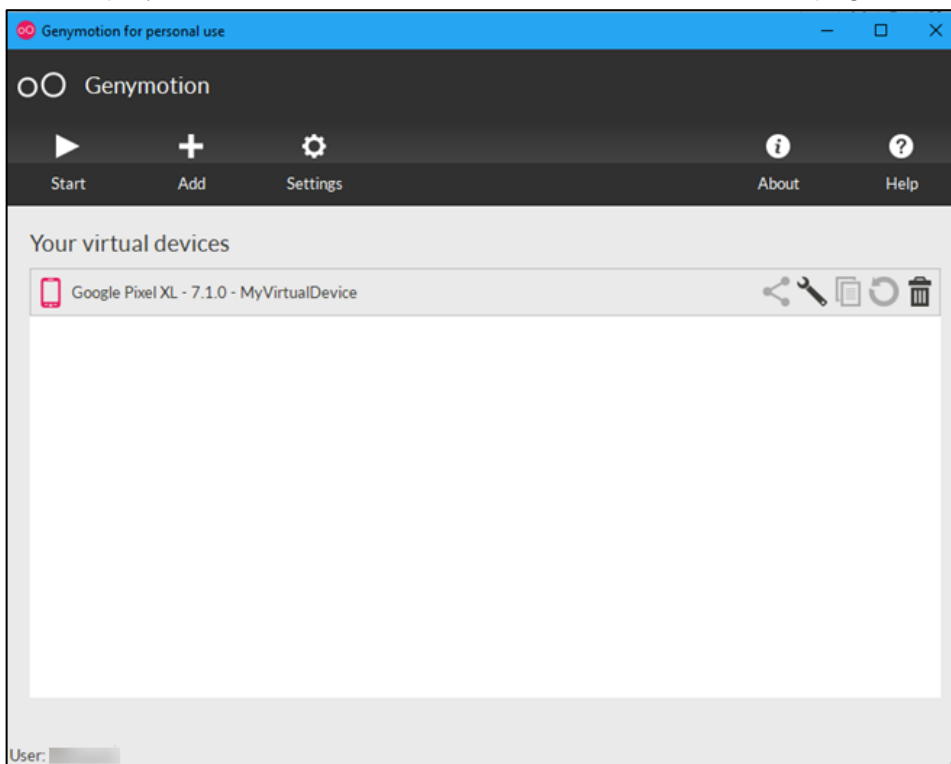 Genymotion for personal use
Genymotion
Start Add Settings About Help
Your virtual devices
Google Pixel XL - 7.1.0 - MyVirtualDevice
User: